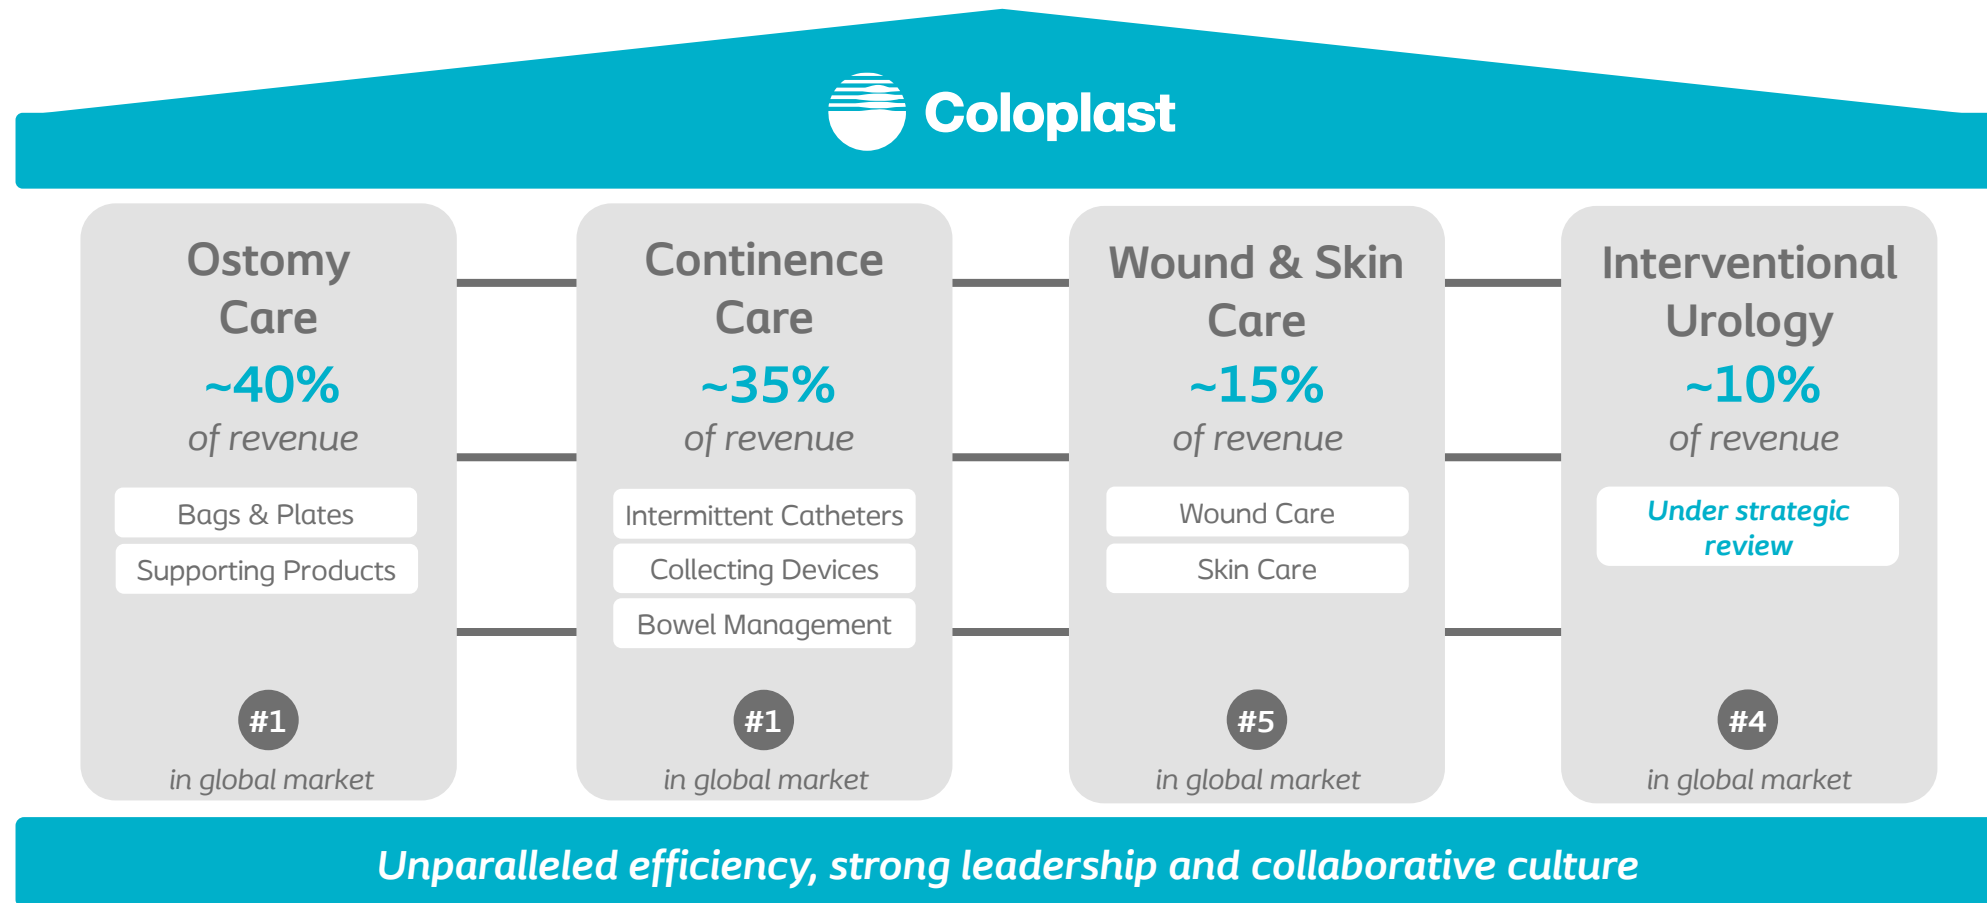 Coloplast
Ostomy
Care
~40%
of revenue
Bags & Plates
Supporting Products
#1
in global market
Continence
Care
~35%
of revenue
Intermittent Catheters
Collecting Devices
Bowel Management
#1
in global market
Wound & Skin
Care
~15%
of revenue
Wound Care
Skin Care
#5
in global market
Interventional
Urology
~10%
of revenue
Under strategic
review
#4
in global market
Unparalleled efficiency, strong leadership and collaborative culture